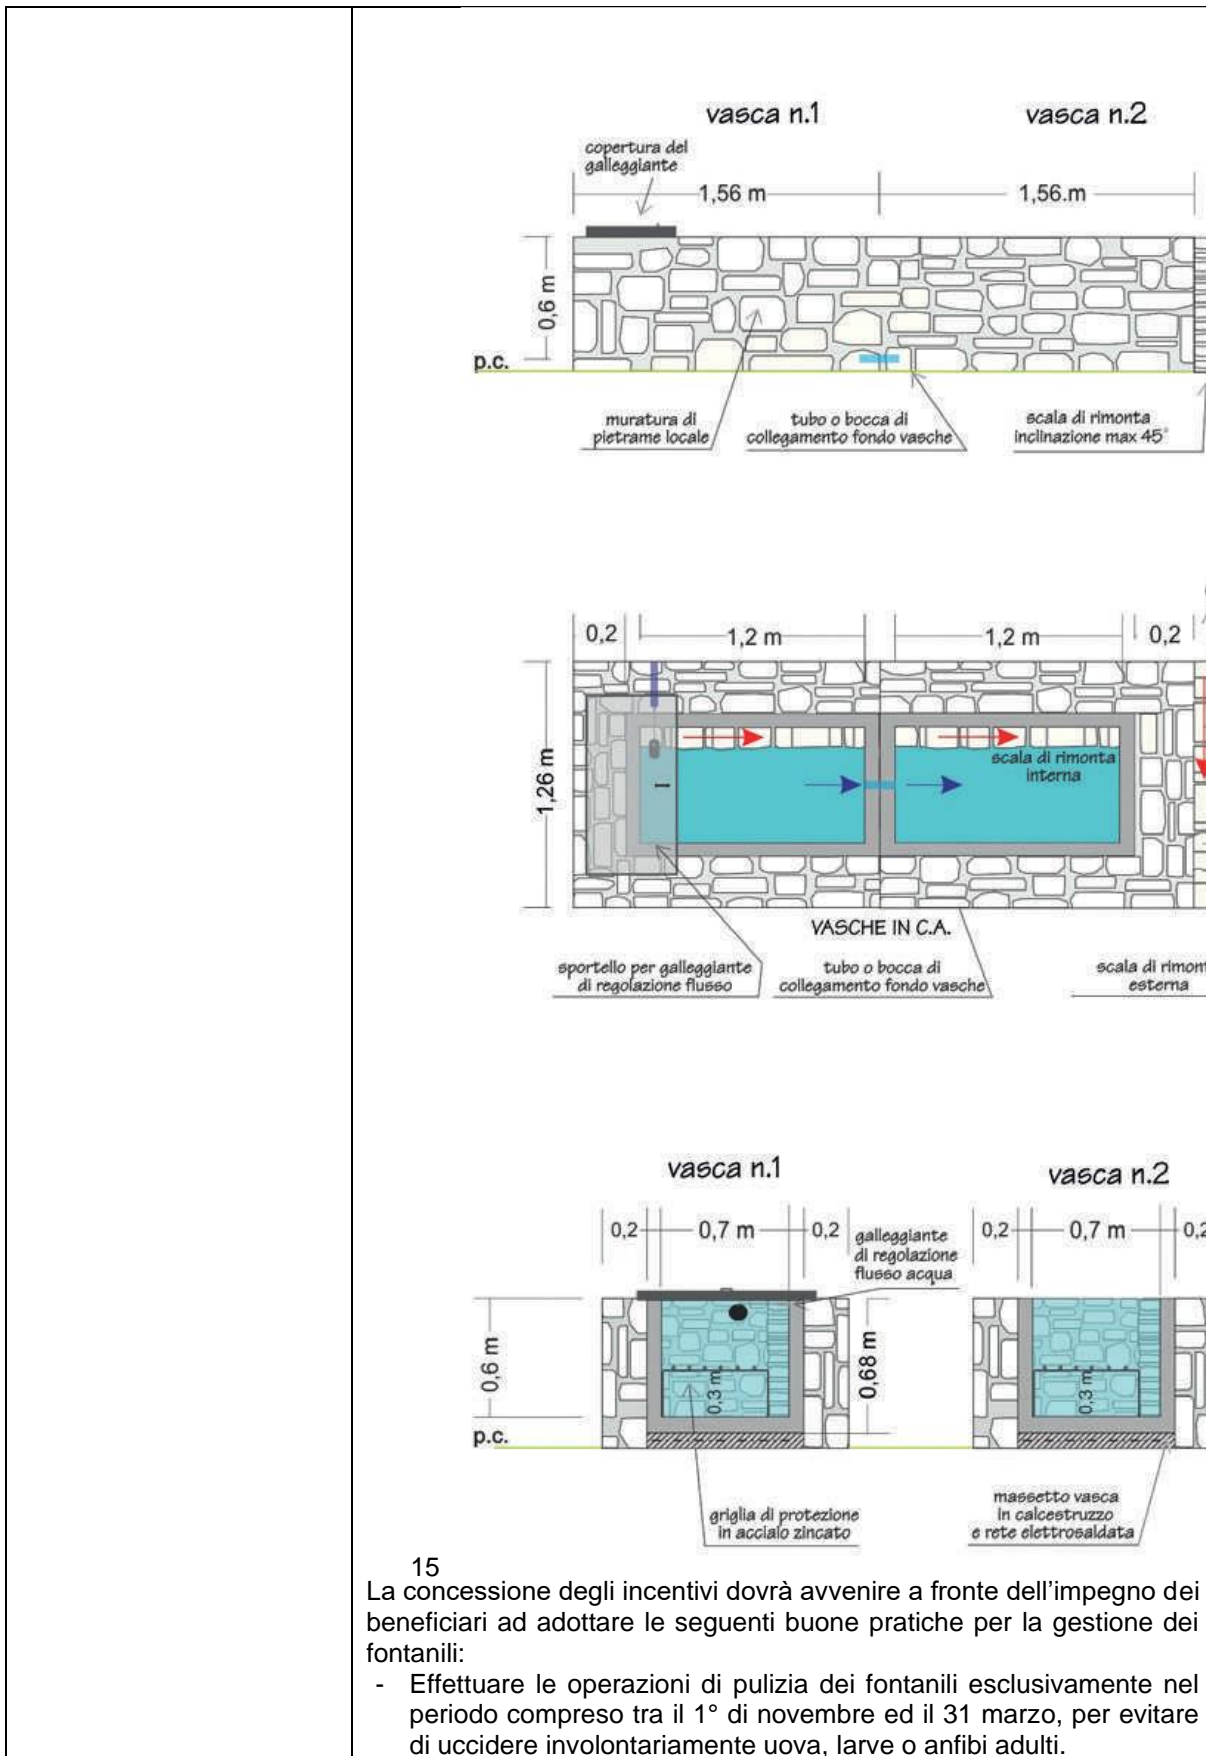 vasca n.1
vasca n.2
copertura del
galleggiante
1,56 m
1,56.m
0,6 m
p.c.
muratura di
pietrame locale
tubo o bocca di
collegamento fondo vasche
scala di rimonta
inclinazione max 45°
0,2
1,2 m
1,2 m
0,2
1,26 m
scala di rimonta
interna
VASCHE IN C.A.
sportello per galleggiante
di regolazione flusso
tubo o bocca di
collegamento fondo vasche
scala di
esterna
vasca n.1
vasca n.2
0,2
0,7 m
0,2
galleggiante
di regolazione
flusso acqua
0,2
0,7 m
0,6 m
0,3 m
0,68 m
0,3 m
p.c.
griglia di protezione
in acciaio zincato
massetto vasca
in calcestruzzo
e rete elettrosaldata
15
La concessione degli incentivi dovrà avvenire a fronte dell’impegno dei
beneficiari ad adottare le seguenti buone pratiche per la gestione dei
fontanili:
- Effettuare le operazioni di pulizia dei fontanili esclusivamente nel
periodo compreso tra il 1° di novembre ed il 31 marzo, per evitare
di uccidere involontariamente uova, larve o anfibi adulti.